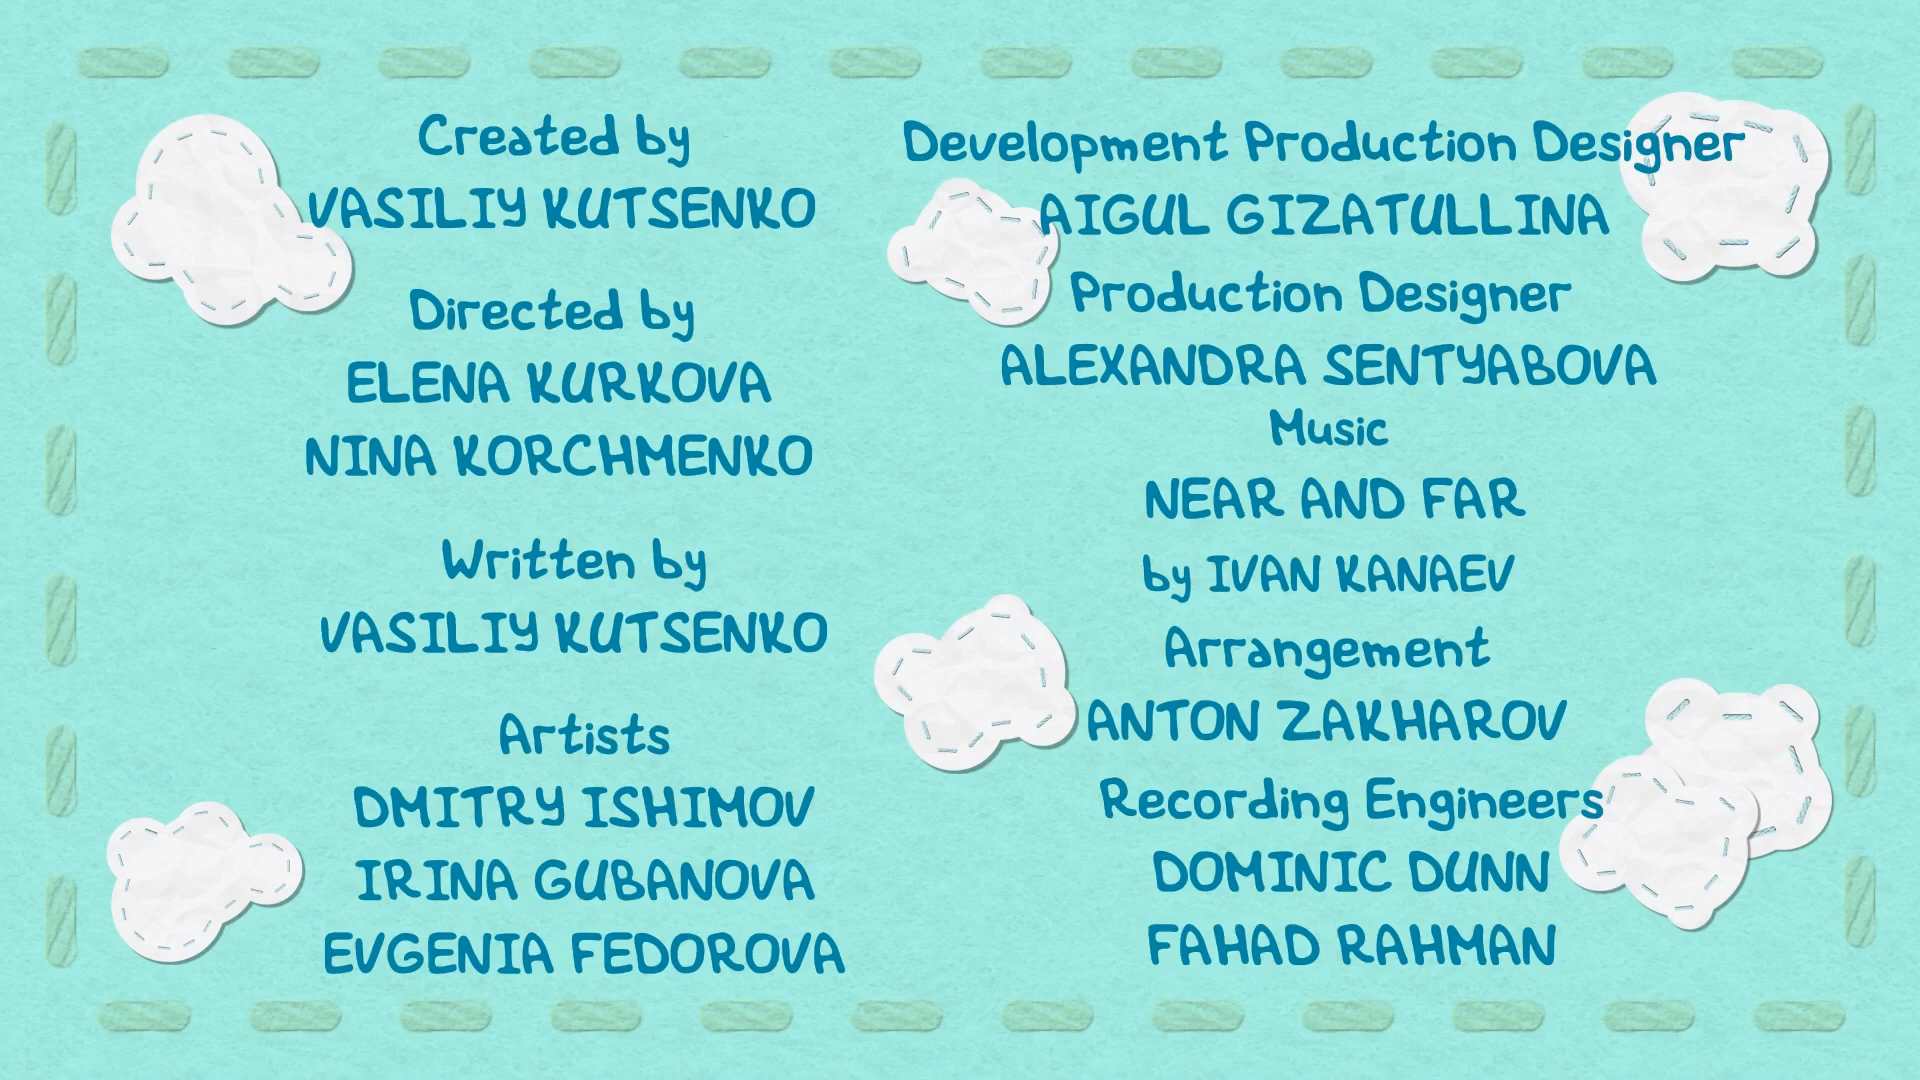 Created by
VASILIY KUTSENKO
Directed by
ELENA KURKOVA
NINA KORCHMENKO
Written by
VASILIY KUTSENKO
Artists
DMITRY ISHIMOV
IRINA GUBANOVA
EVGENIA FEDOROVA
Development Production Designer
AIGUL GIZATULLINA
Production Designer
ALEXANDRA SENTYABOVA
Music
NEAR AND FAR
by IVAN KANAEV
Arrangement
ANTON ZAKHAROV
Recording Engineers
DOMINIC DUNN
FAHAD RAHMAN